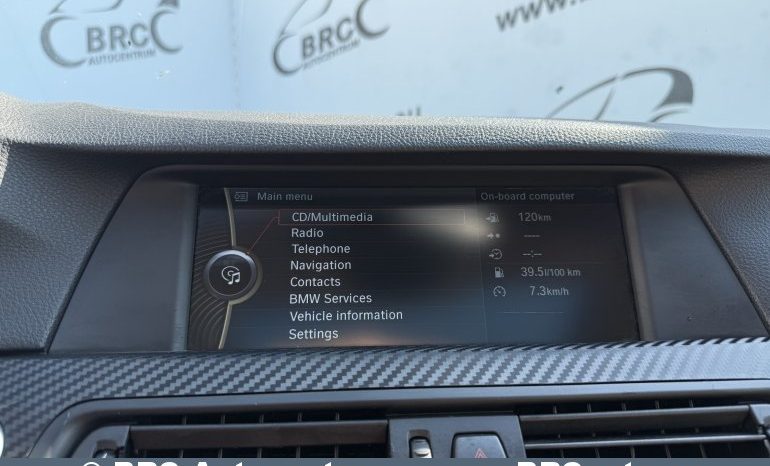 BRC
AUTOCENTRUM
BRC
AUTOCENTRUM
www.
Main menu
On-board computer
CD/Multimedia
120km
Radio
----
Telephone
--:--
Navigation
39.5l/100 km
Contacts
7.3km/h
BMW Services
Vehicle information
Settings